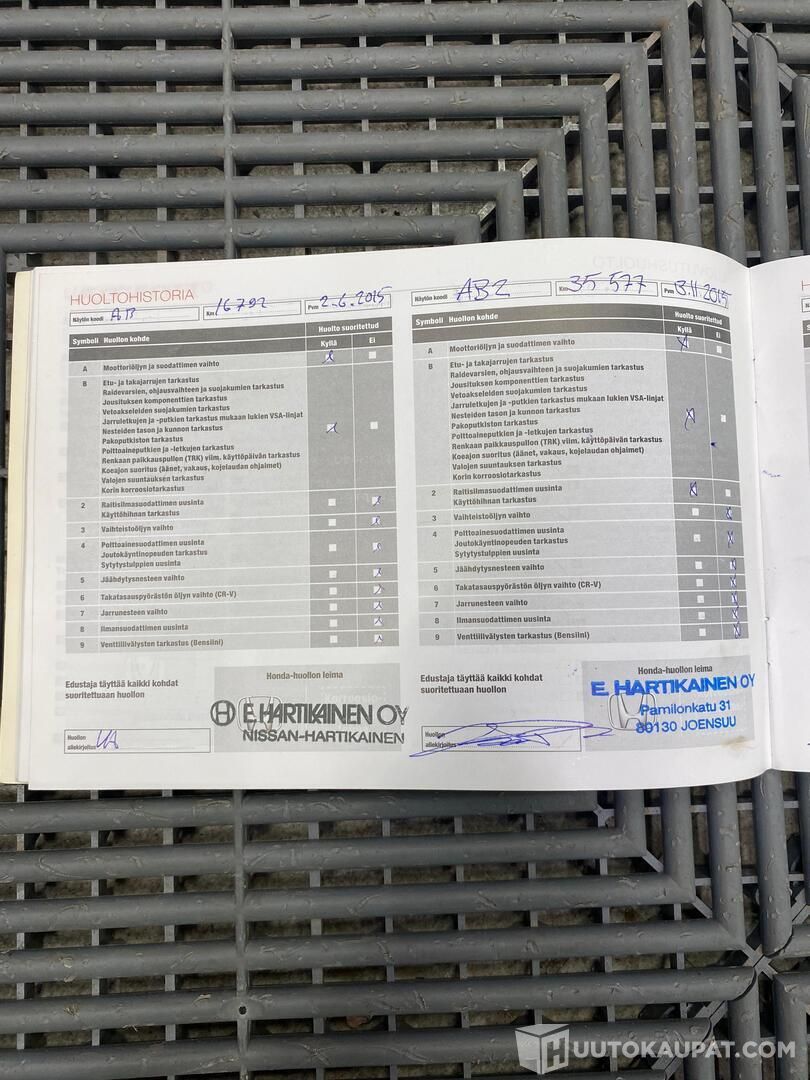 HUOLTOHISTORIA
Näytön koodi AB
Km 16792
Pvm 2.6.2015
Symboli Huollon kohde Huolto suoritettud
Kyllä Ei
A Moottoriöljyn ja suodattimen vaihto
B Etu- ja takajarrujen tarkastus
Raidevarsien, ohjausvaihteen ja suojakumien tarkastus
Jousituksen komponenttien tarkastus
Vetoakseleiden suojakumien tarkastus
Jarruletkujen ja -putkien tarkastus mukaan lukien VSA-linjat
Nesteiden tason ja kunnon tarkastus
Pakoputkiston tarkastus
Polttoaineputkien ja -letkujen tarkastus
Renkaan paikkauspullon (TRK) viim. käyttöpäivän tarkastus
Koeajon suoritus (äänet, vakaus, kojelaudan ohjaimet)
Valojen suuntauksen tarkastus
Korin korroosiotarkastus
2 Raitisilmasuodattimen uusinta
Käyttöhihnan tarkastus
3 Vaihteistoöljyn vaihto
4 Polttoainesuodattimen uusinta
Joutokäyntinopeuden tarkastus
Sytytystulppien uusinta
5 Jäähdytysnesteen vaihto
6 Takatasauspyörästön öljyn vaihto (CR-V)
7 Jarrunesteen vaihto
8 Ilmansuodattimen uusinta
9 Venttiilivälysten tarkastus (Bensiini)
Edustaja täyttää kaikki kohdat
suoritettuaan huollon
Honda-huollon leima
E. HARTIKAINEN OY
NISSAN-HARTIKAINEN
Huollon
allekirjoitus
Näytön koodi AB2
Km 35 577
Pvm 13.11.2015
Symboli Huollon kohde Huolto suoritettud
Kyllä Ei
A Moottoriöljyn ja suodattimen vaihto
B Etu- ja takajarrujen tarkastus
Raidevarsien, ohjausvaihteen ja suojakumien tarkastus
Jousituksen komponenttien tarkastus
Vetoakseleiden suojakumien tarkastus
Jarruletkujen ja -putkien tarkastus mukaan lukien VSA-linjat
Nesteiden tason ja kunnon tarkastus
Pakoputkiston tarkastus
Polttoaineputkien ja -letkujen tarkastus
Renkaan paikkauspullon (TRK) viim. käyttöpäivän tarkastus
Koeajon suoritus (äänet, vakaus, kojelaudan ohjaimet)
Valojen suuntauksen tarkastus
Korin korroosiotarkastus
2 Raitisilmasuodattimen uusinta
Käyttöhihnan tarkastus
3 Vaihteistoöljyn vaihto
4 Polttoainesuodattimen uusinta
Joutokäyntinopeuden tarkastus
Sytytystulppien uusinta
5 Jäähdytysnesteen vaihto
6 Takatasauspyörästön öljyn vaihto (CR-V)
7 Jarrunesteen vaihto
8 Ilmansuodattimen uusinta
9 Venttiilivälysten tarkastus (Bensiini)
Edustaja täyttää kaikki kohdat
suoritettuaan huollon
Honda-huollon leima
E. HARTIKAINEN OY
Pamilonkatu 31
80130 JOENSUU
Huollon
allekirjoitus
HUUTOKAUPAT.COM